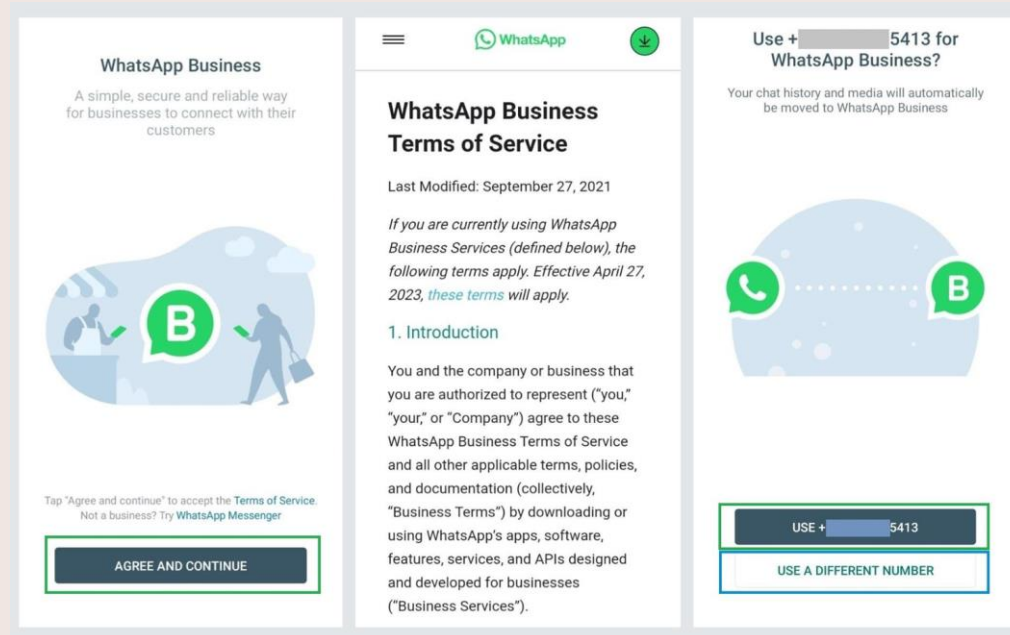 WhatsApp Business
A simple, secure and reliable way
for businesses to connect with their
customers
B
Tap "Agree and continue" to accept the Terms of Service.
Not a business? Try WhatsApp Messenger
AGREE AND CONTINUE
WhatsApp
WhatsApp Business
Terms of Service
Last Modified: September 27, 2021
If you are currently using WhatsApp
Business Services (defined below), the
following terms apply. Effective April 27,
2023, these terms will apply.
1. Introduction
You and the company or business that
you are authorized to represent (“you,”
“your,” or “Company”) agree to these
WhatsApp Business Terms of Service
and all other applicable terms, policies,
and documentation (collectively,
“Business Terms”) by downloading or
using WhatsApp's apps, software,
features, services, and APIs designed
and developed for businesses
(“Business Services”).
Use + 5413 for
WhatsApp Business?
Your chat history and media will automatically
be moved to WhatsApp Business
B
USE + 5413
USE A DIFFERENT NUMBER